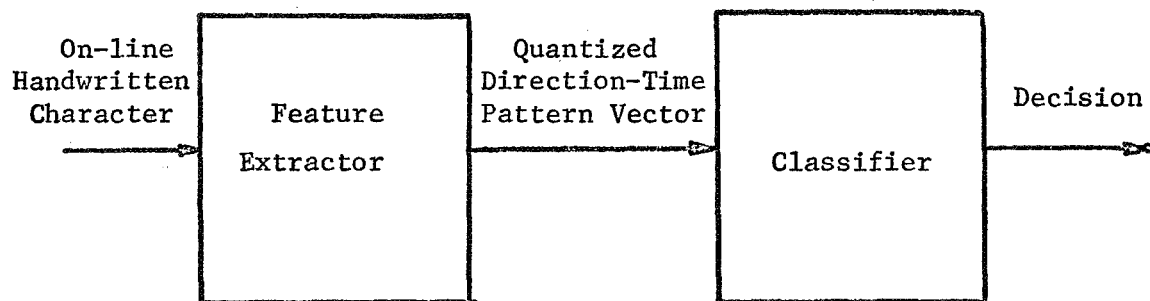 On-line
Handwritten
Character
Feature
Extractor
Quantized
Direction-Time
Pattern Vector
Classifier
Decision